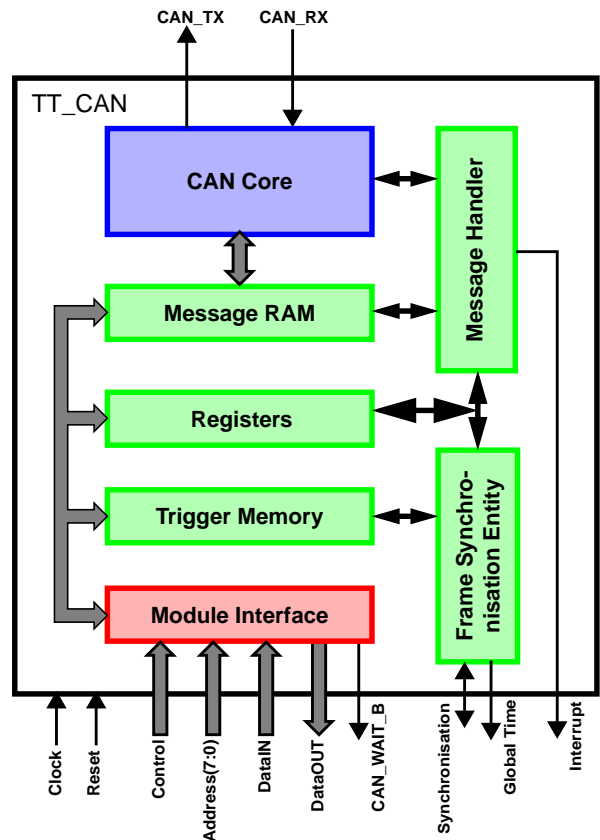 CAN_TX
CAN_RX
TT_CAN
CAN Core
Message Handler
Message RAM
Registers
Trigger Memory
Frame Synchro-
nisation Entity
Module Interface
Clock
Reset
Control
Address(7:0)
DataIN
DataOUT
CAN_WAIT_B
Synchronisation
Global Time
Interrupt